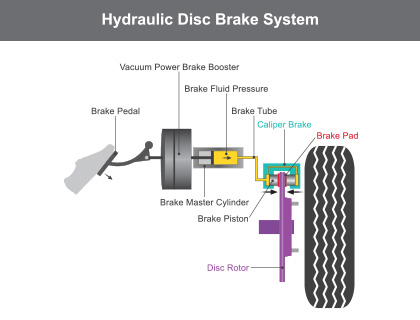 Hydraulic Disc Brake System
Vacuum Power Brake Booster
Brake Fluid Pressure
Brake Pedal
Brake Tube
Caliper Brake
Brake Pad
Brake Master Cylinder
Brake Piston
Disc Rotor